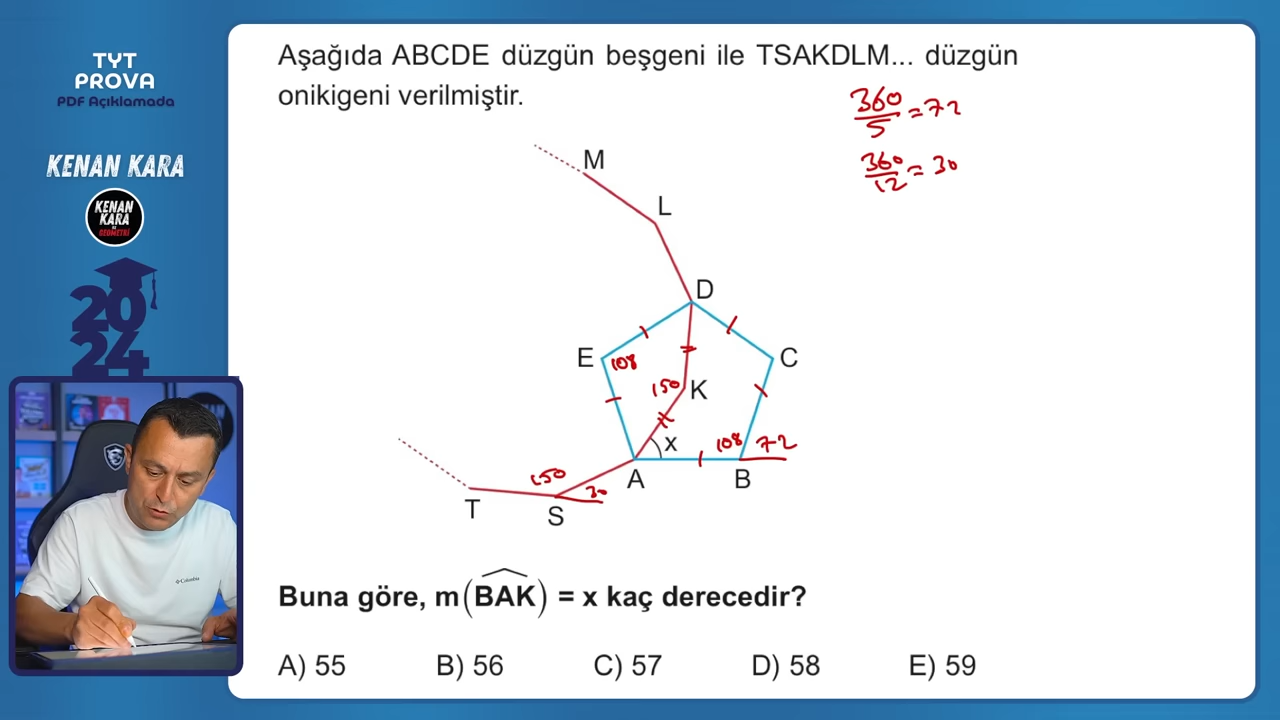 TYT
PROVA
PDF Açıklamada
KENAN KARA
KENAN
KARA
GEOMETRİ
2024
Aşağıda ABCDE düzgün beşgeni ile TSAKDLM... düzgün
onikigeni verilmiştir.
360/5 = 72
360/12 = 30
M
L
D
E
108
C
150
K
x
108
72
A
B
150
30
T
S
Buna göre, m(BAK) = x kaç derecedir?
A) 55 B) 56 C) 57 D) 58 E) 59
Columbia